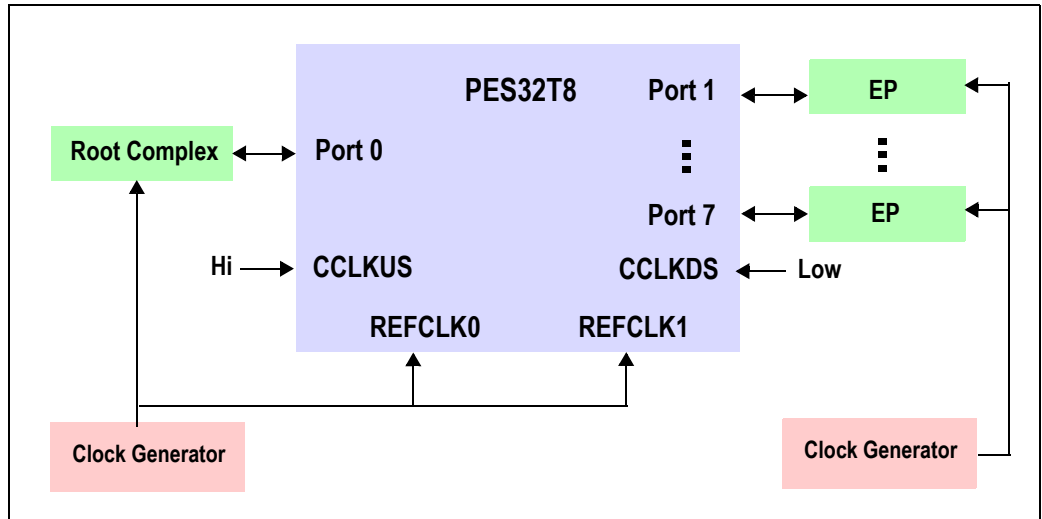 PES32T8
Port 1
EP
Root Complex
Port 0
Port 7
EP
Hi
CCLKUS
CCLKDS
Low
REFCLK0
REFCLK1
Clock Generator
Clock Generator